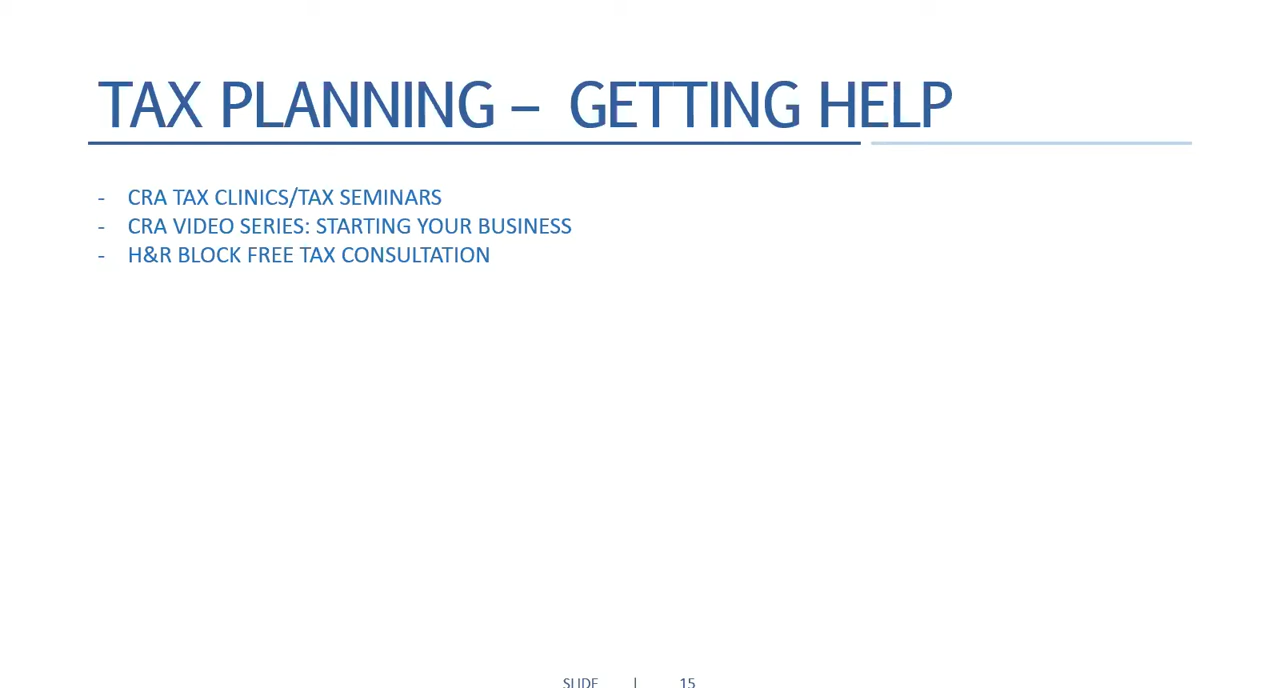 TAX PLANNING – GETTING HELP
- CRA TAX CLINICS/TAX SEMINARS
- CRA VIDEO SERIES: STARTING YOUR BUSINESS
- H&R BLOCK FREE TAX CONSULTATION
SLIDE | 15